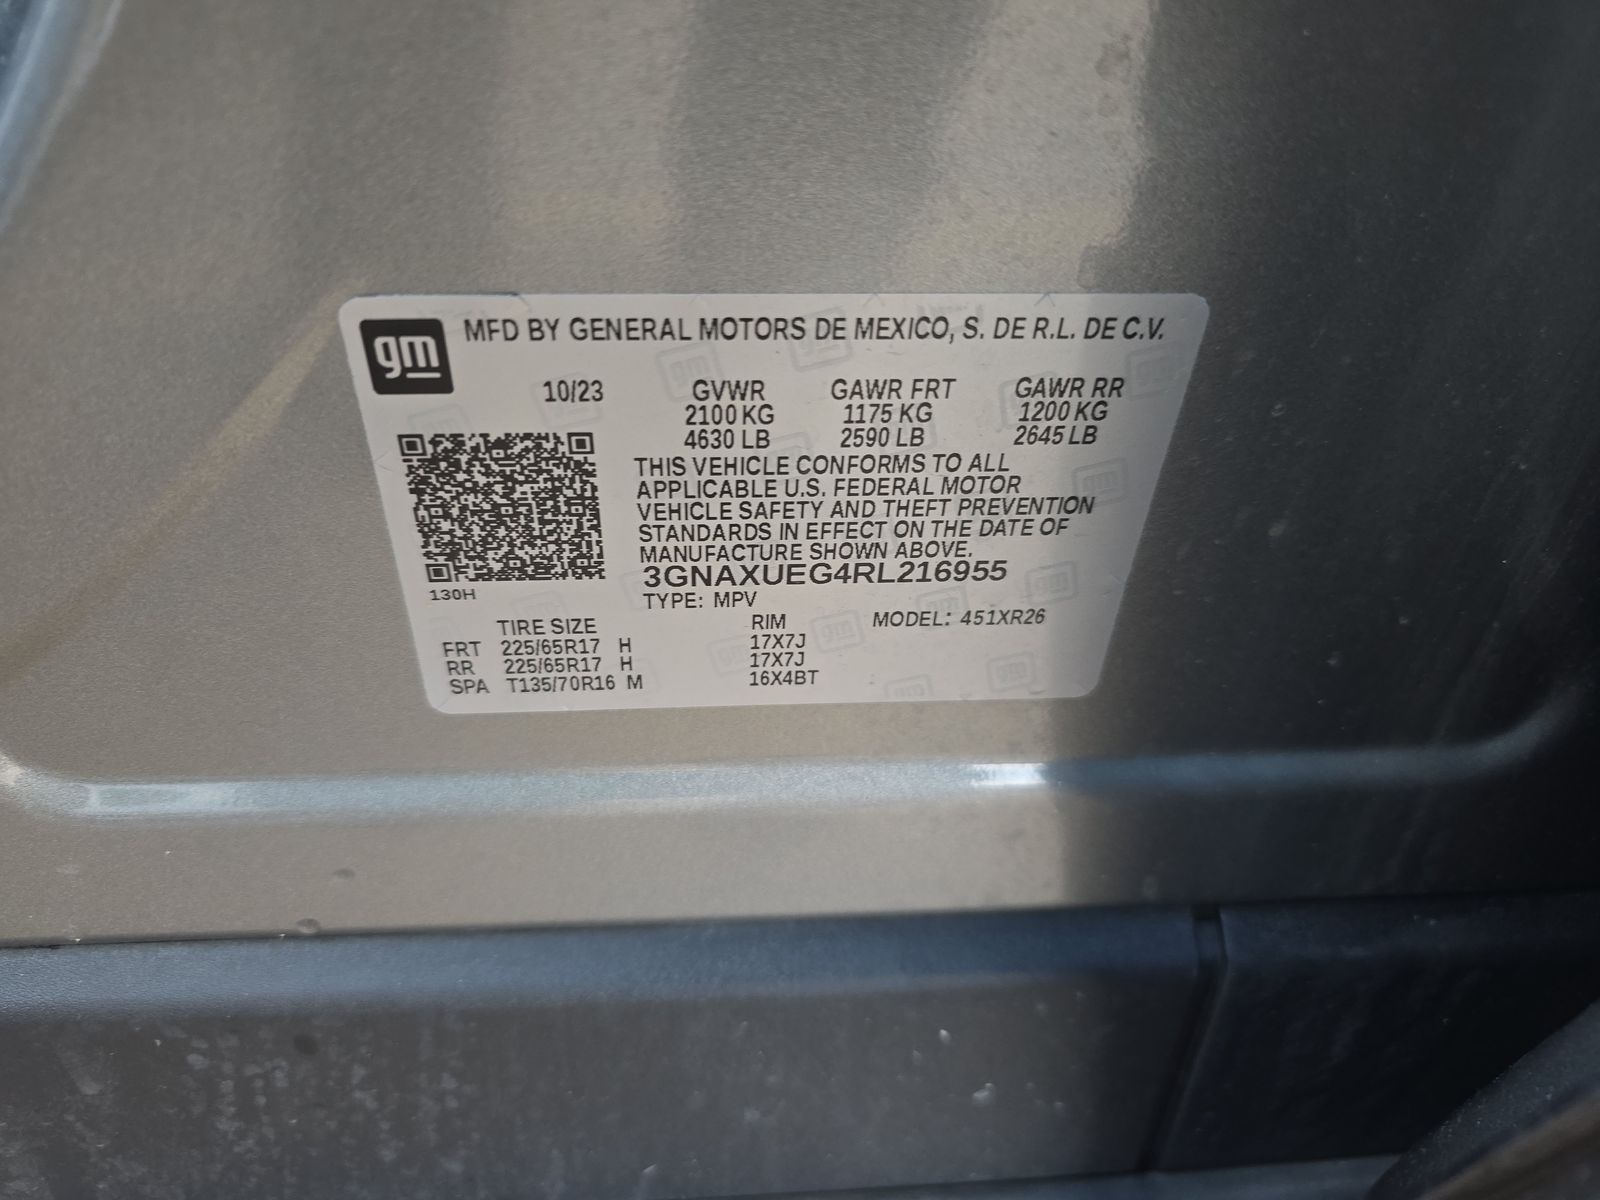 gm MFD BY GENERAL MOTORS DE MEXICO, S. DE R.L. DE C.V.
10/23 GVWR GAWR FRT GAWR RR
2100 KG 1175 KG 1200 KG
4630 LB 2590 LB 2645 LB
THIS VEHICLE CONFORMS TO ALL
APPLICABLE U.S. FEDERAL MOTOR
VEHICLE SAFETY AND THEFT PREVENTION
STANDARDS IN EFFECT ON THE DATE OF
MANUFACTURE SHOWN ABOVE.
3GNAXUEG4RL216955
130H
TYPE: MPV
TIRE SIZE RIM MODEL: 451XR26
FRT 225/65R17 H 17X7J
RR 225/65R17 H 17X7J
SPA T135/70R16 M 16X4BT